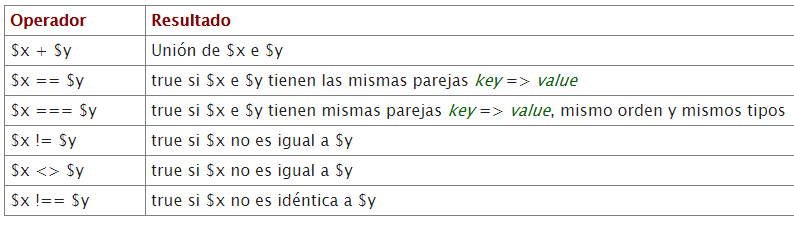 Operador Resultado
$x + $y Unión de $x e $y
$x == $y true si $x e $y tienen las mismas parejas key => value
$x === $y true si $x e $y tienen mismas parejas key => value, mismo orden y mismos tipos
$x != $y true si $x no es igual a $y
$x <> $y true si $x no es igual a $y
$x !== $y true si $x no es idéntica a $y